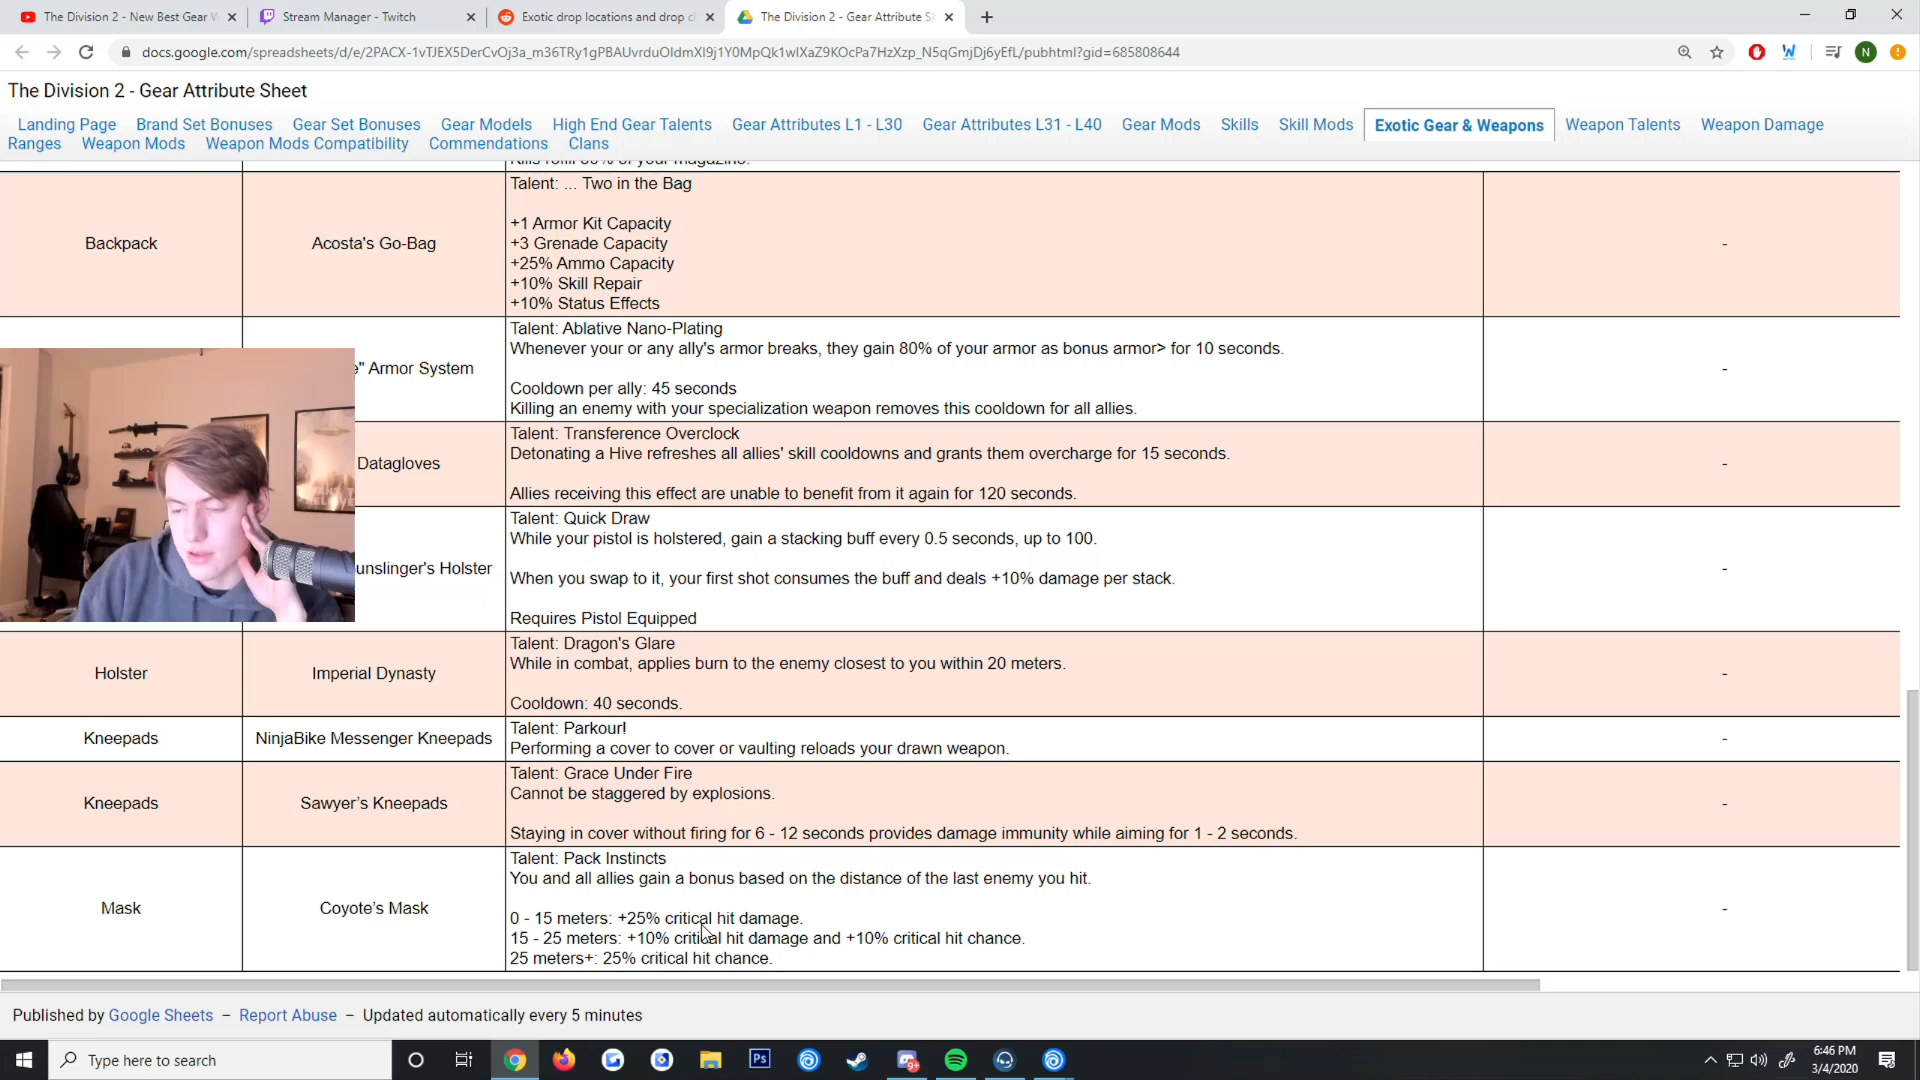 The Division 2 - New Best Gear
Stream Manager - Twitch
Exotic drop locations and drop
The Division 2 - Gear Attribute S
docs.google.com/spreadsheets/d/e/2PACX-1vTJEX5DerCvOj3a_m36TRy1gPBAUvrduOIdmXI9j1Y0MpQk1wIXaZ9KOcPa7HzXzp_N5qGmjDj6yEfL/pubhtml?gid=685808644
N
The Division 2 - Gear Attribute Sheet
Landing Page Brand Set Bonuses Gear Set Bonuses Gear Models High End Gear Talents Gear Attributes L1 - L30 Gear Attributes L31 - L40 Gear Mods Skills Skill Mods Exotic Gear & Weapons Weapon Talents Weapon Damage
Ranges Weapon Mods Weapon Mods Compatibility Commendations Clans
Kills refill 30% of your magazine.
Talent: ... Two in the Bag
+1 Armor Kit Capacity
Backpack Acosta's Go-Bag +3 Grenade Capacity -
+25% Ammo Capacity
+10% Skill Repair
+10% Status Effects
Talent: Ablative Nano-Plating
Whenever your or any ally's armor breaks, they gain 80% of your armor as bonus armor> for 10 seconds.
e" Armor System -
Cooldown per ally: 45 seconds
Killing an enemy with your specialization weapon removes this cooldown for all allies.
Talent: Transference Overclock
Detonating a Hive refreshes all allies' skill cooldowns and grants them overcharge for 15 seconds.
Datagloves -
Allies receiving this effect are unable to benefit from it again for 120 seconds.
Talent: Quick Draw
While your pistol is holstered, gain a stacking buff every 0.5 seconds, up to 100.
unslinger's Holster -
When you swap to it, your first shot consumes the buff and deals +10% damage per stack.
Requires Pistol Equipped
Talent: Dragon's Glare
While in combat, applies burn to the enemy closest to you within 20 meters.
Holster Imperial Dynasty -
Cooldown: 40 seconds.
Talent: Parkour!
Kneepads NinjaBike Messenger Kneepads -
Performing a cover to cover or vaulting reloads your drawn weapon.
Talent: Grace Under Fire
Cannot be staggered by explosions.
Kneepads Sawyer's Kneepads -
Staying in cover without firing for 6 - 12 seconds provides damage immunity while aiming for 1 - 2 seconds.
Talent: Pack Instincts
You and all allies gain a bonus based on the distance of the last enemy you hit.
Mask Coyote's Mask -
0 - 15 meters: +25% critical hit damage.
15 - 25 meters: +10% critical hit damage and +10% critical hit chance.
25 meters+: 25% critical hit chance.
Published by Google Sheets – Report Abuse – Updated automatically every 5 minutes
Type here to search
Ps
9+
6:46 PM
3/4/2020